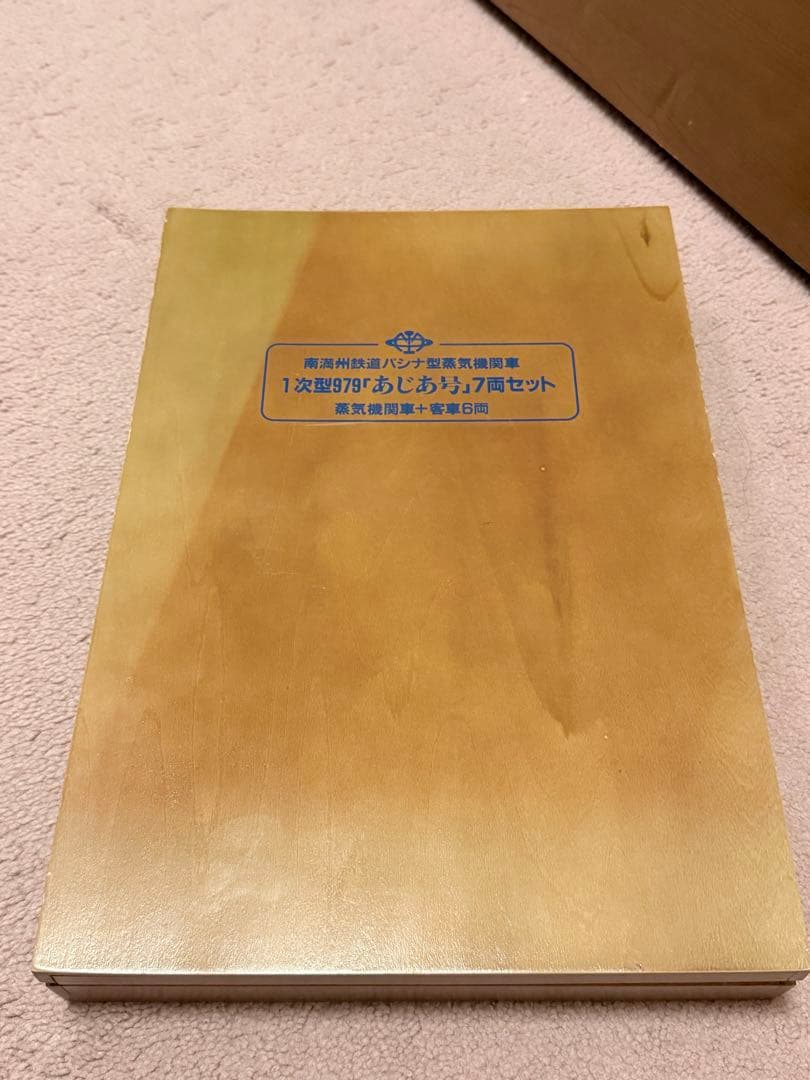 南満州鉄道パシナ型蒸気機関車
1次型979「あじあ号」7両セット
蒸気機関車+客車6両